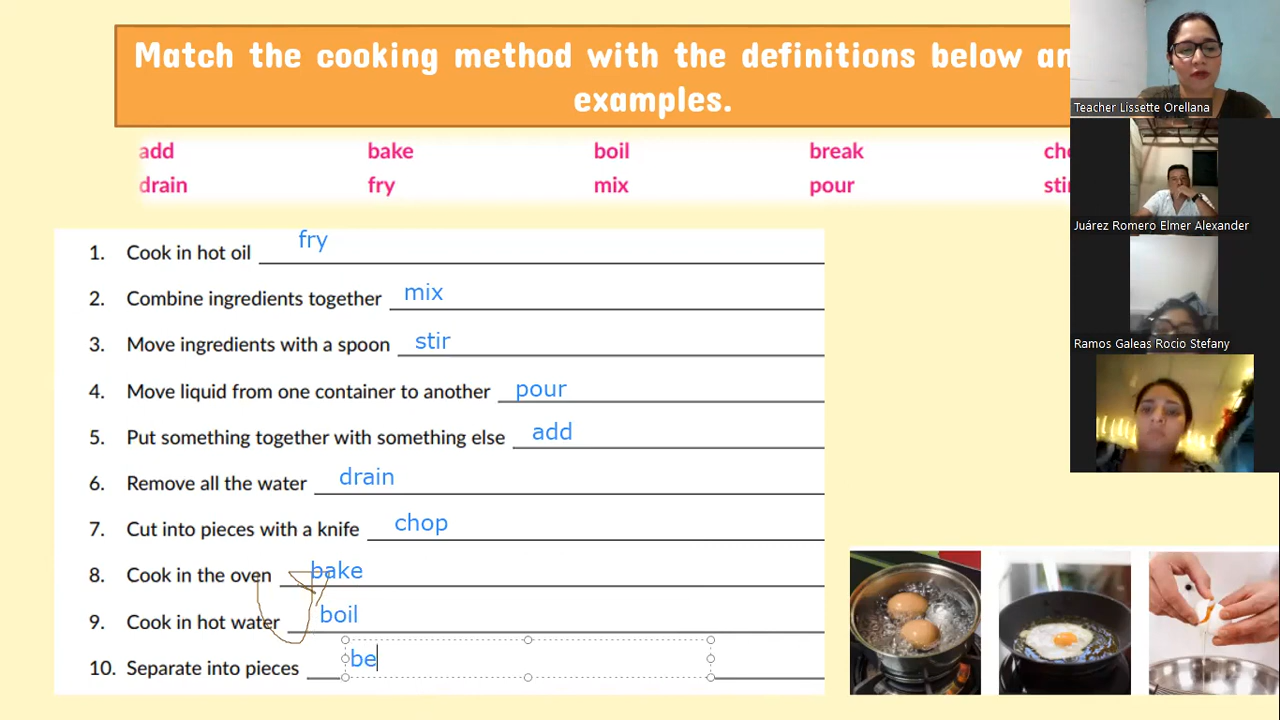 Match the cooking method with the definitions below an
examples.
add bake boil break cho
drain fry mix pour stir
1. Cook in hot oil fry
2. Combine ingredients together mix
3. Move ingredients with a spoon stir
4. Move liquid from one container to another pour
5. Put something together with something else add
6. Remove all the water drain
7. Cut into pieces with a knife chop
8. Cook in the oven bake
9. Cook in hot water boil
10. Separate into pieces be
Teacher Lissette Orellana
Juárez Romero Elmer Alexander
Ramos Galeas Rocio Stefany